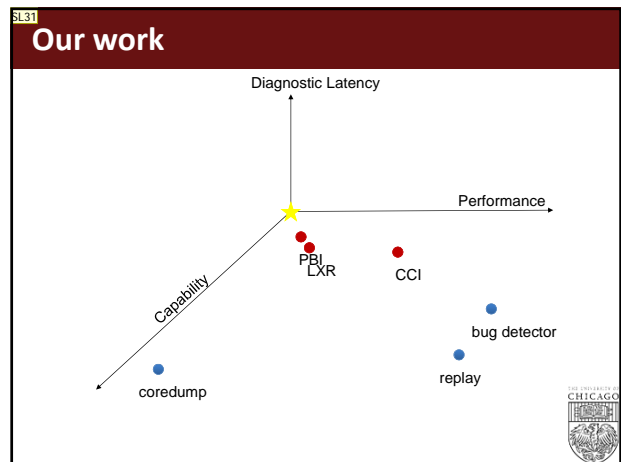 SL31
Our work
Diagnostic Latency
Performance
PBI
LXR
CCI
Capability
bug detector
replay
coredump
THE UNIVERSITY OF
CHICAGO